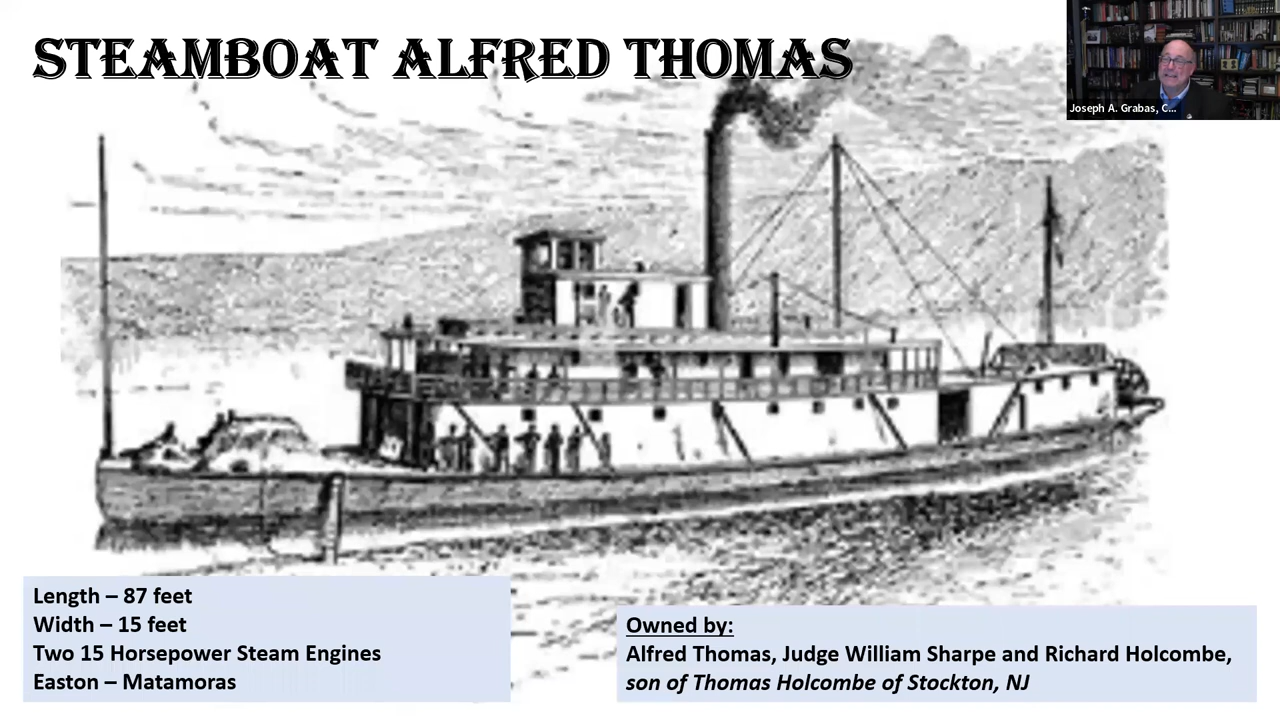 STEAMBOAT ALFRED THOMAS
Joseph A. Grabas, C...
Length – 87 feet
Width – 15 feet
Two 15 Horsepower Steam Engines
Easton – Matamoras
Owned by:
Alfred Thomas, Judge William Sharpe and Richard Holcombe,
son of Thomas Holcombe of Stockton, NJ